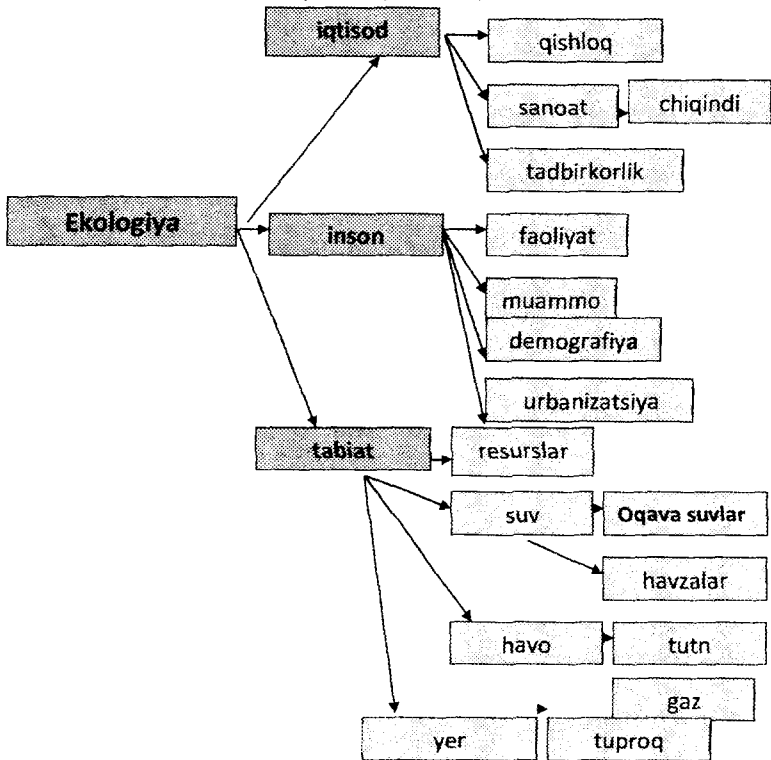 iqtisod
qishloq
sanoat
chiqindi
tadbirkorlik
Ekologiya
inson
faoliyat
muammo
demografiya
urbanizatsiya
tabiat
resurslar
suv
Oqava suvlar
havzalar
havo
tutn
gaz
yer
tuproq